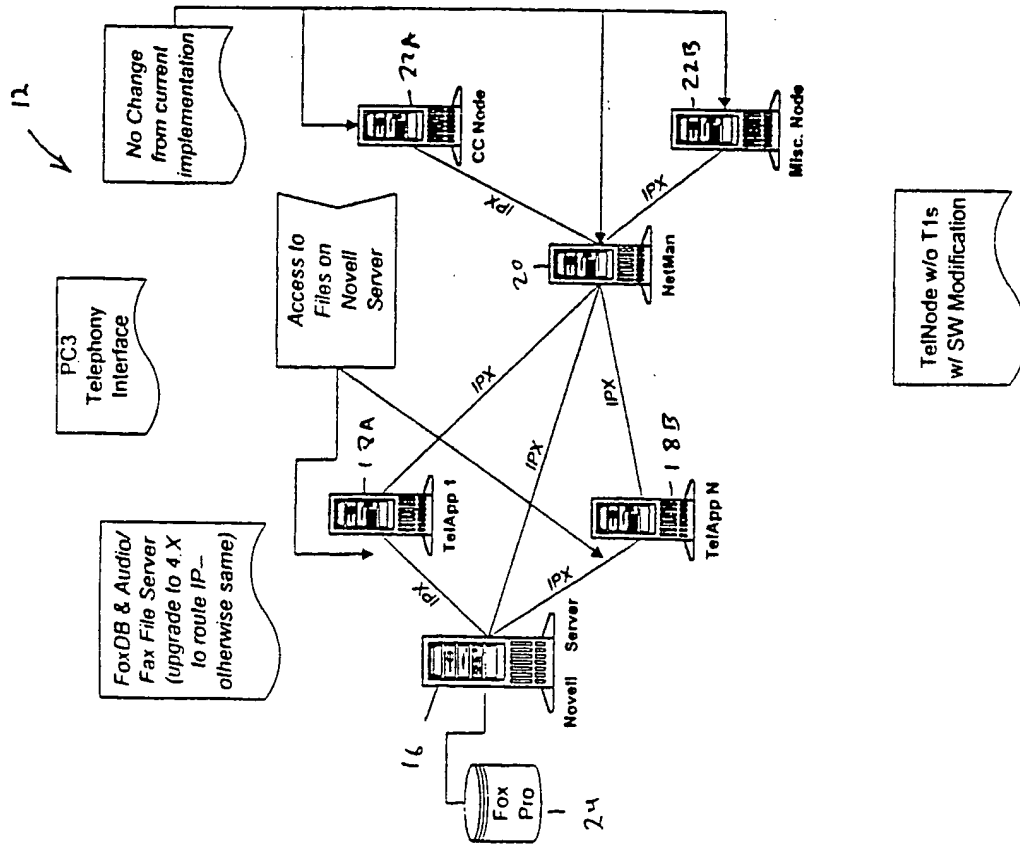 12
FoxDB & Audio/
Fax File Server
(upgrade to 4.X
to route IP–
otherwise same)
PC3
Telephony
Interface
No Change
from current
implementation
Access to
Files on
Novell
Server
16
Novell Server
Fox
Pro
24
18A
TelApp 1
18B
TelApp N
20
NetMan
22A
CC Node
22B
Misc. Node
IPX
IPX
IPX
IPX
IPX
IPX
IPX
TelNode w/o T1s
w/ SW Modification